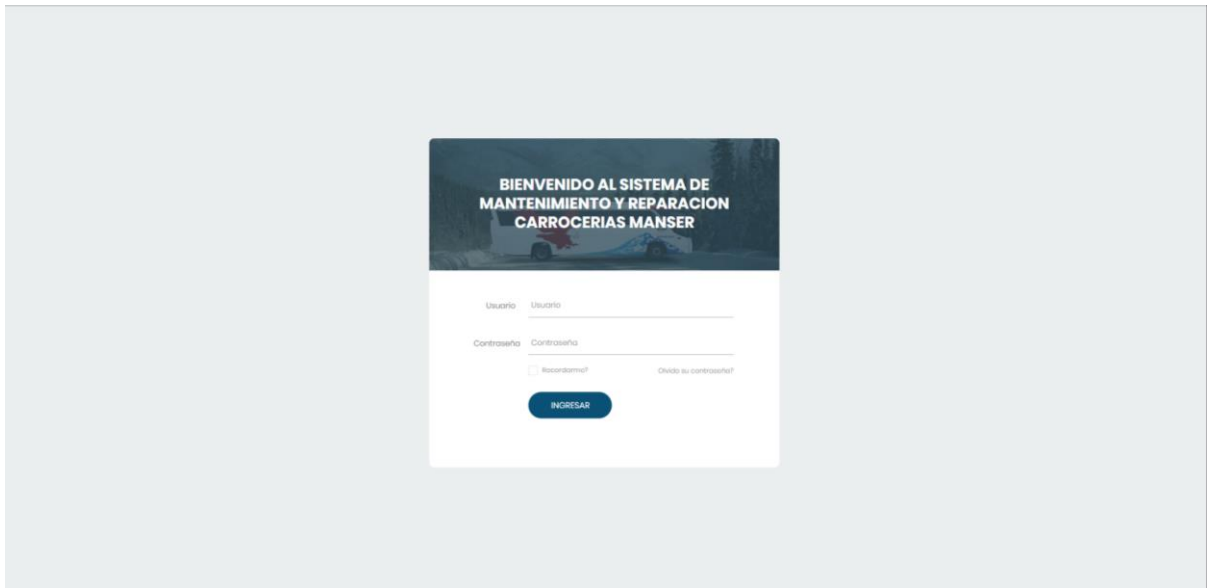 BIENVENIDO AL SISTEMA DE
MANTENIMIENTO Y REPARACION
CARROCERIAS MANSER
Usuario Usuario
Contraseña Contraseña
Recordarme? Olvido su contraseña?
INGRESAR